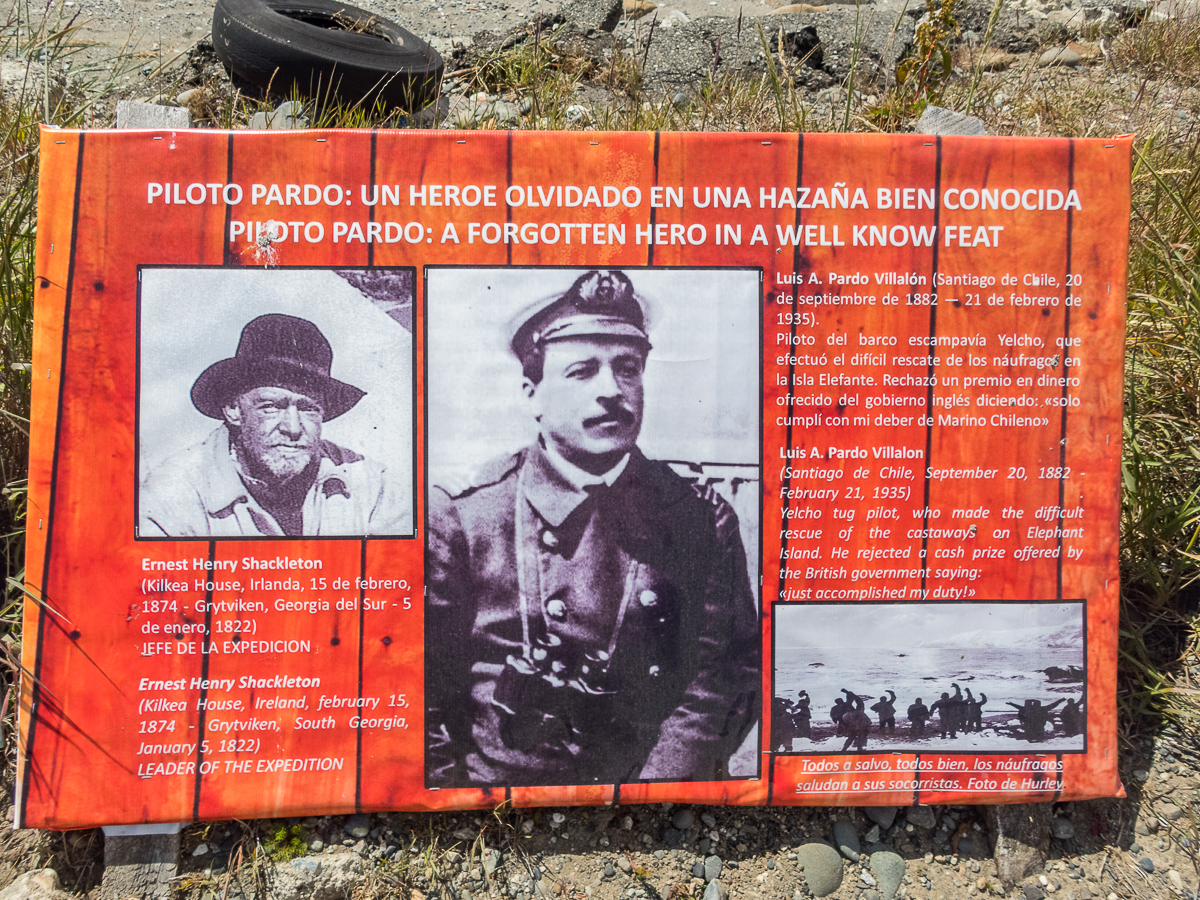 PILOTO PARDO: UN HEROE OLVIDADO EN UNA HAZAÑA BIEN CONOCIDA
PILOTO PARDO: A FORGOTTEN HERO IN A WELL KNOW FEAT
Ernest Henry Shackleton
(Kilkea House, Irlanda, 15 de febrero,
1874 - Grytviken, Georgia del Sur - 5
de enero, 1822)
JEFE DE LA EXPEDICION
Ernest Henry Shackleton
(Kilkea House, Ireland, february 15,
1874 - Grytviken, South Georgia,
January 5, 1822)
LEADER OF THE EXPEDITION
Luis A. Pardo Villalón (Santiago de Chile, 20
de septiembre de 1882 — 21 de febrero de
1935).
Piloto del barco escampavía Yelcho, que
efectuó el difícil rescate de los náufragos en
la Isla Elefante. Rechazó un premio en dinero
ofrecido del gobierno inglés diciendo: «solo
cumplí con mi deber de Marino Chileno»
Luis A. Pardo Villalon
(Santiago de Chile, September 20, 1882 -
February 21, 1935)
Yelcho tug pilot, who made the difficult
rescue of the castaways on Elephant
Island. He rejected a cash prize offered by
the British government saying:
«just accomplished my duty!»
Todos a salvo, todos bien, los náufragos
saludan a sus socorristas. Foto de Hurley.